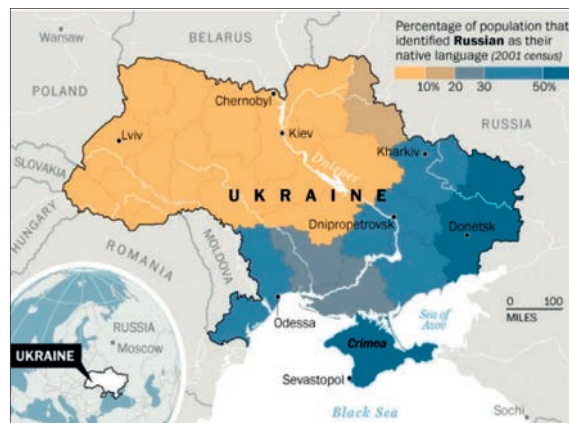 Percentage of population that
identified Russian as their
native language (2001 census)
10% 20 30 50%
Warsaw
BELARUS
POLAND
Chernobyl
RUSSIA
Lviv
Kiev
Kharkiv
SLOVAKIA
Dnieper
UKRAINE
HUNGARY
Dnipropetrovsk
Donetsk
ROMANIA
MOLDOVA
0 100
MILES
Sea of
Azov
Odessa
RUSSIA
Moscow
UKRAINE
Crimea
Sevastopol
Black Sea
Sochi